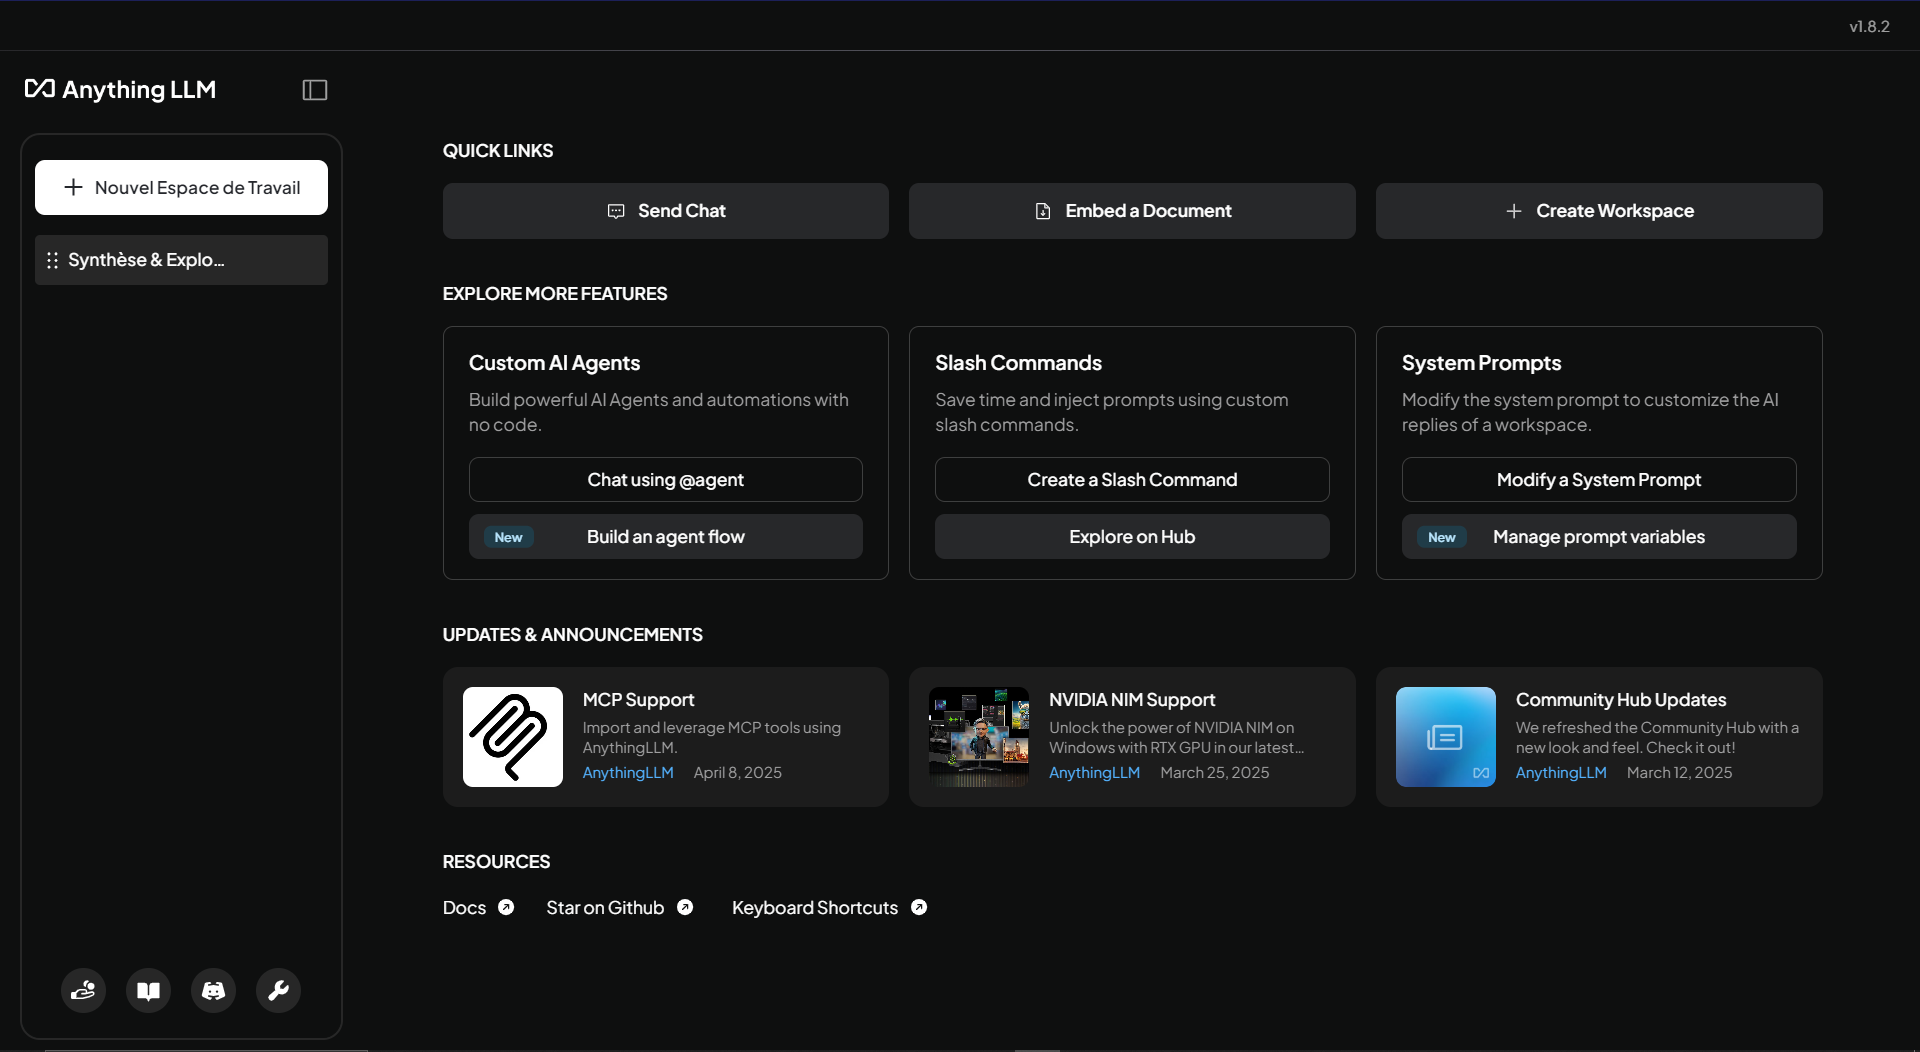 v1.8.2
Anything LLM
Nouvel Espace de Travail
Synthèse & Explo...
QUICK LINKS
Send Chat
Embed a Document
Create Workspace
EXPLORE MORE FEATURES
Custom AI Agents
Build powerful AI Agents and automations with
no code.
Chat using @agent
New
Build an agent flow
Slash Commands
Save time and inject prompts using custom
slash commands.
Create a Slash Command
Explore on Hub
System Prompts
Modify the system prompt to customize the AI
replies of a workspace.
Modify a System Prompt
New
Manage prompt variables
UPDATES & ANNOUNCEMENTS
MCP Support
Import and leverage MCP tools using
AnythingLLM.
AnythingLLM April 8, 2025
NVIDIA NIM Support
Unlock the power of NVIDIA NIM on
Windows with RTX GPU in our latest...
AnythingLLM March 25, 2025
Community Hub Updates
We refreshed the Community Hub with a
new look and feel. Check it out!
AnythingLLM March 12, 2025
RESOURCES
Docs
Star on Github
Keyboard Shortcuts